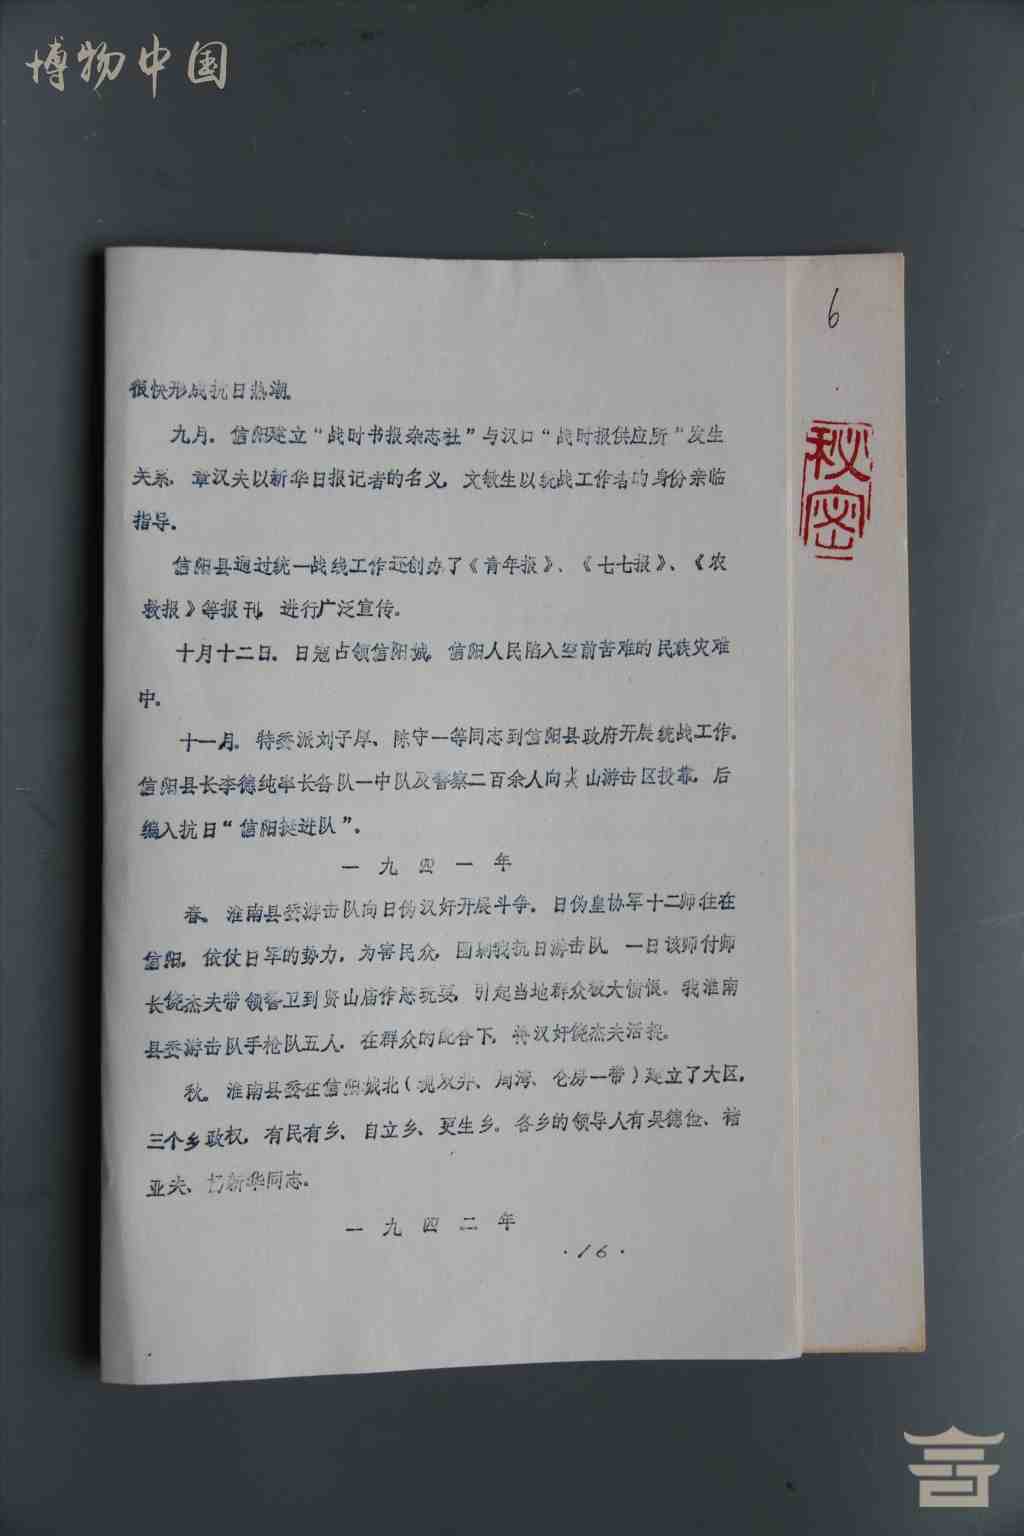 博物中国
6
秘密
很快形成抗日热潮。
九月。信阳建立“战时书报杂志社”与汉口“战时报供应所”发生
关系，章汉夫以新华日报记者的名义，文敏生以统战工作者的身份亲临
指导。
信阳县通过统一战线工作还创办了《青年报》、《七七报》、《农
救报》等报刊，进行广泛宣传。
十月十二日。日寇占领信阳城，信阳人民陷入空前苦难的民族灾难
中。
十一月。特委派刘子厚、陈守一等同志到信阳县政府开展统战工作。
信阳县长李德纯率长各队一中队及警察二百余人向尖山游击区投靠，后
编入抗日“信阳挺进队”。
一九四一年
春。淮南县委游击队向日伪汉奸开展斗争。日伪皇协军十二师住在
信阳，依仗日军的势力，为害民众，围剿我抗日游击队，一日该师付师
长饶杰夫带领警卫到贤山庙作恶玩耍，引起当地群众极大愤恨。我淮南
县委游击队手枪队五人，在群众的配合下，将汉奸饶杰夫活捉。
秋。淮南县委在信阳城北（双井、周湾、仑房一带）建立了大区，
三个乡政权，有民有乡、自立乡、更生乡。各乡的领导人有吴德俭、褚
亚夫、新华同志。
一九四二年
·16·